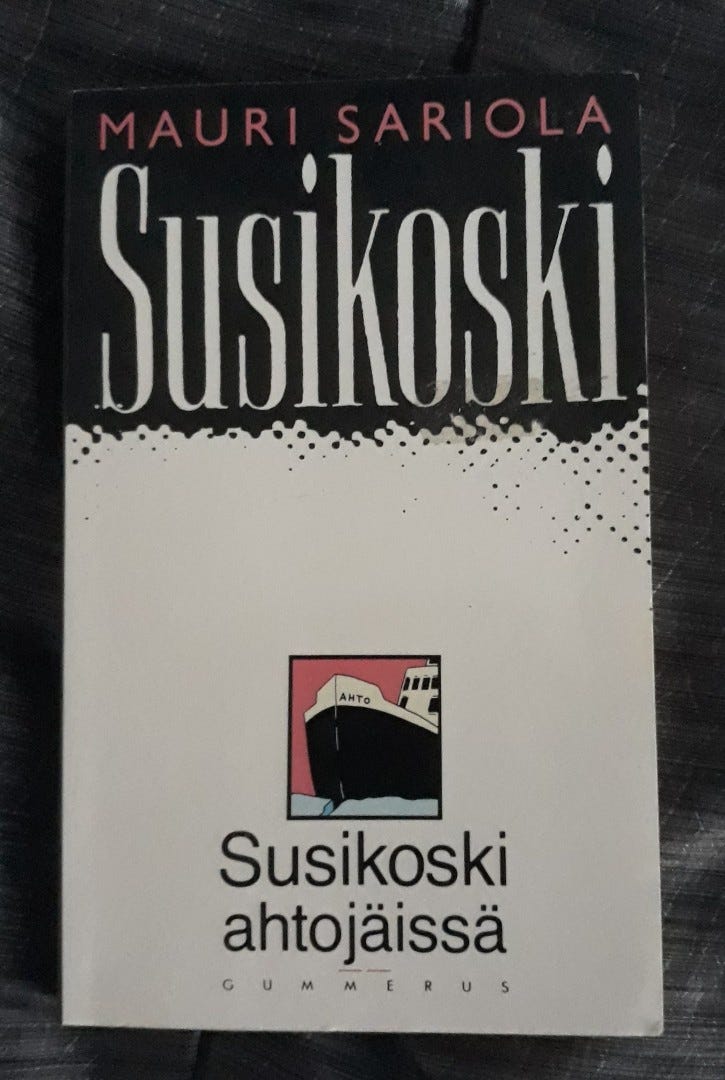 MAURI SARIOLA
Susikoski
AHTO
Susikoski
ahtojäissä
GUMMERUS